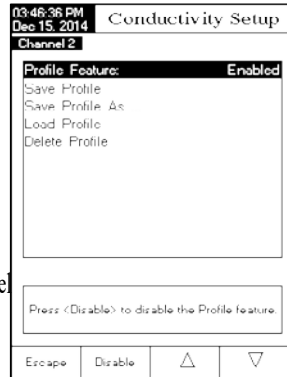 03:46:36 PM
Dec 15, 2014
Conductivity Setup
Channel 2
Profile Feature: Enabled
Save Profile
Save Profile As
Load Profile
Delete Profile
el
Press <Disable> to disable the Profile feature.
Escape Disable △ ▽